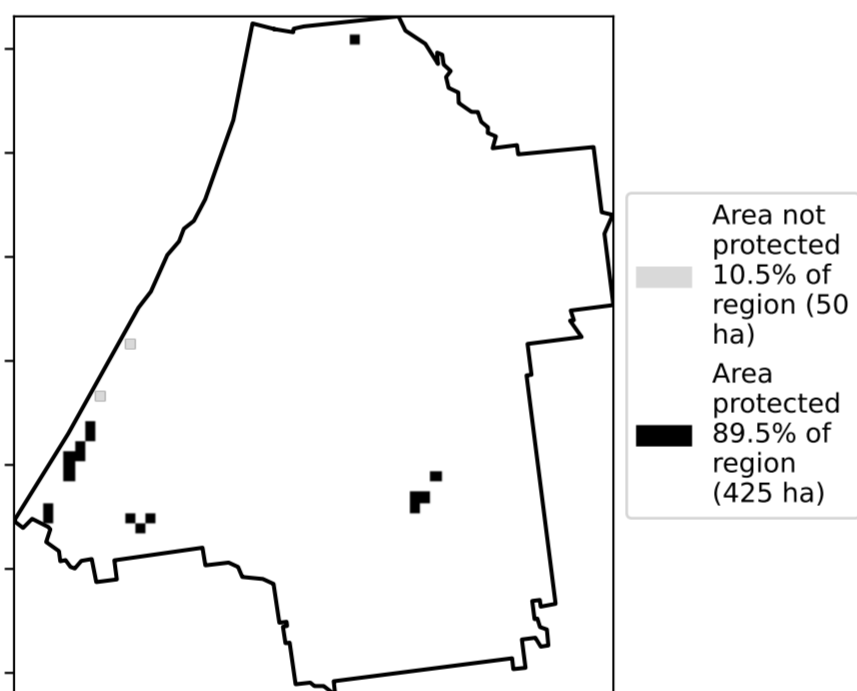 Area not
protected
10.5% of
region (50
ha)
Area
protected
89.5% of
region
(425 ha)